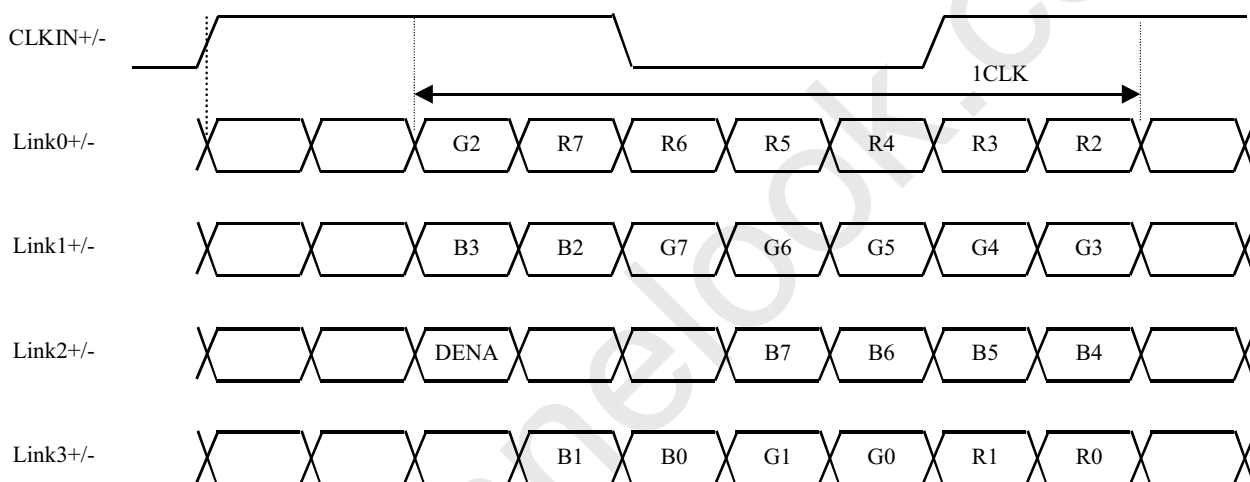 CLKIN+/-
1CLK
Link0+/- G2 R7 R6 R5 R4 R3 R2
Link1+/- B3 B2 G7 G6 G5 G4 G3
Link2+/- DENA B7 B6 B5 B4
Link3+/- B1 B0 G1 G0 R1 R0